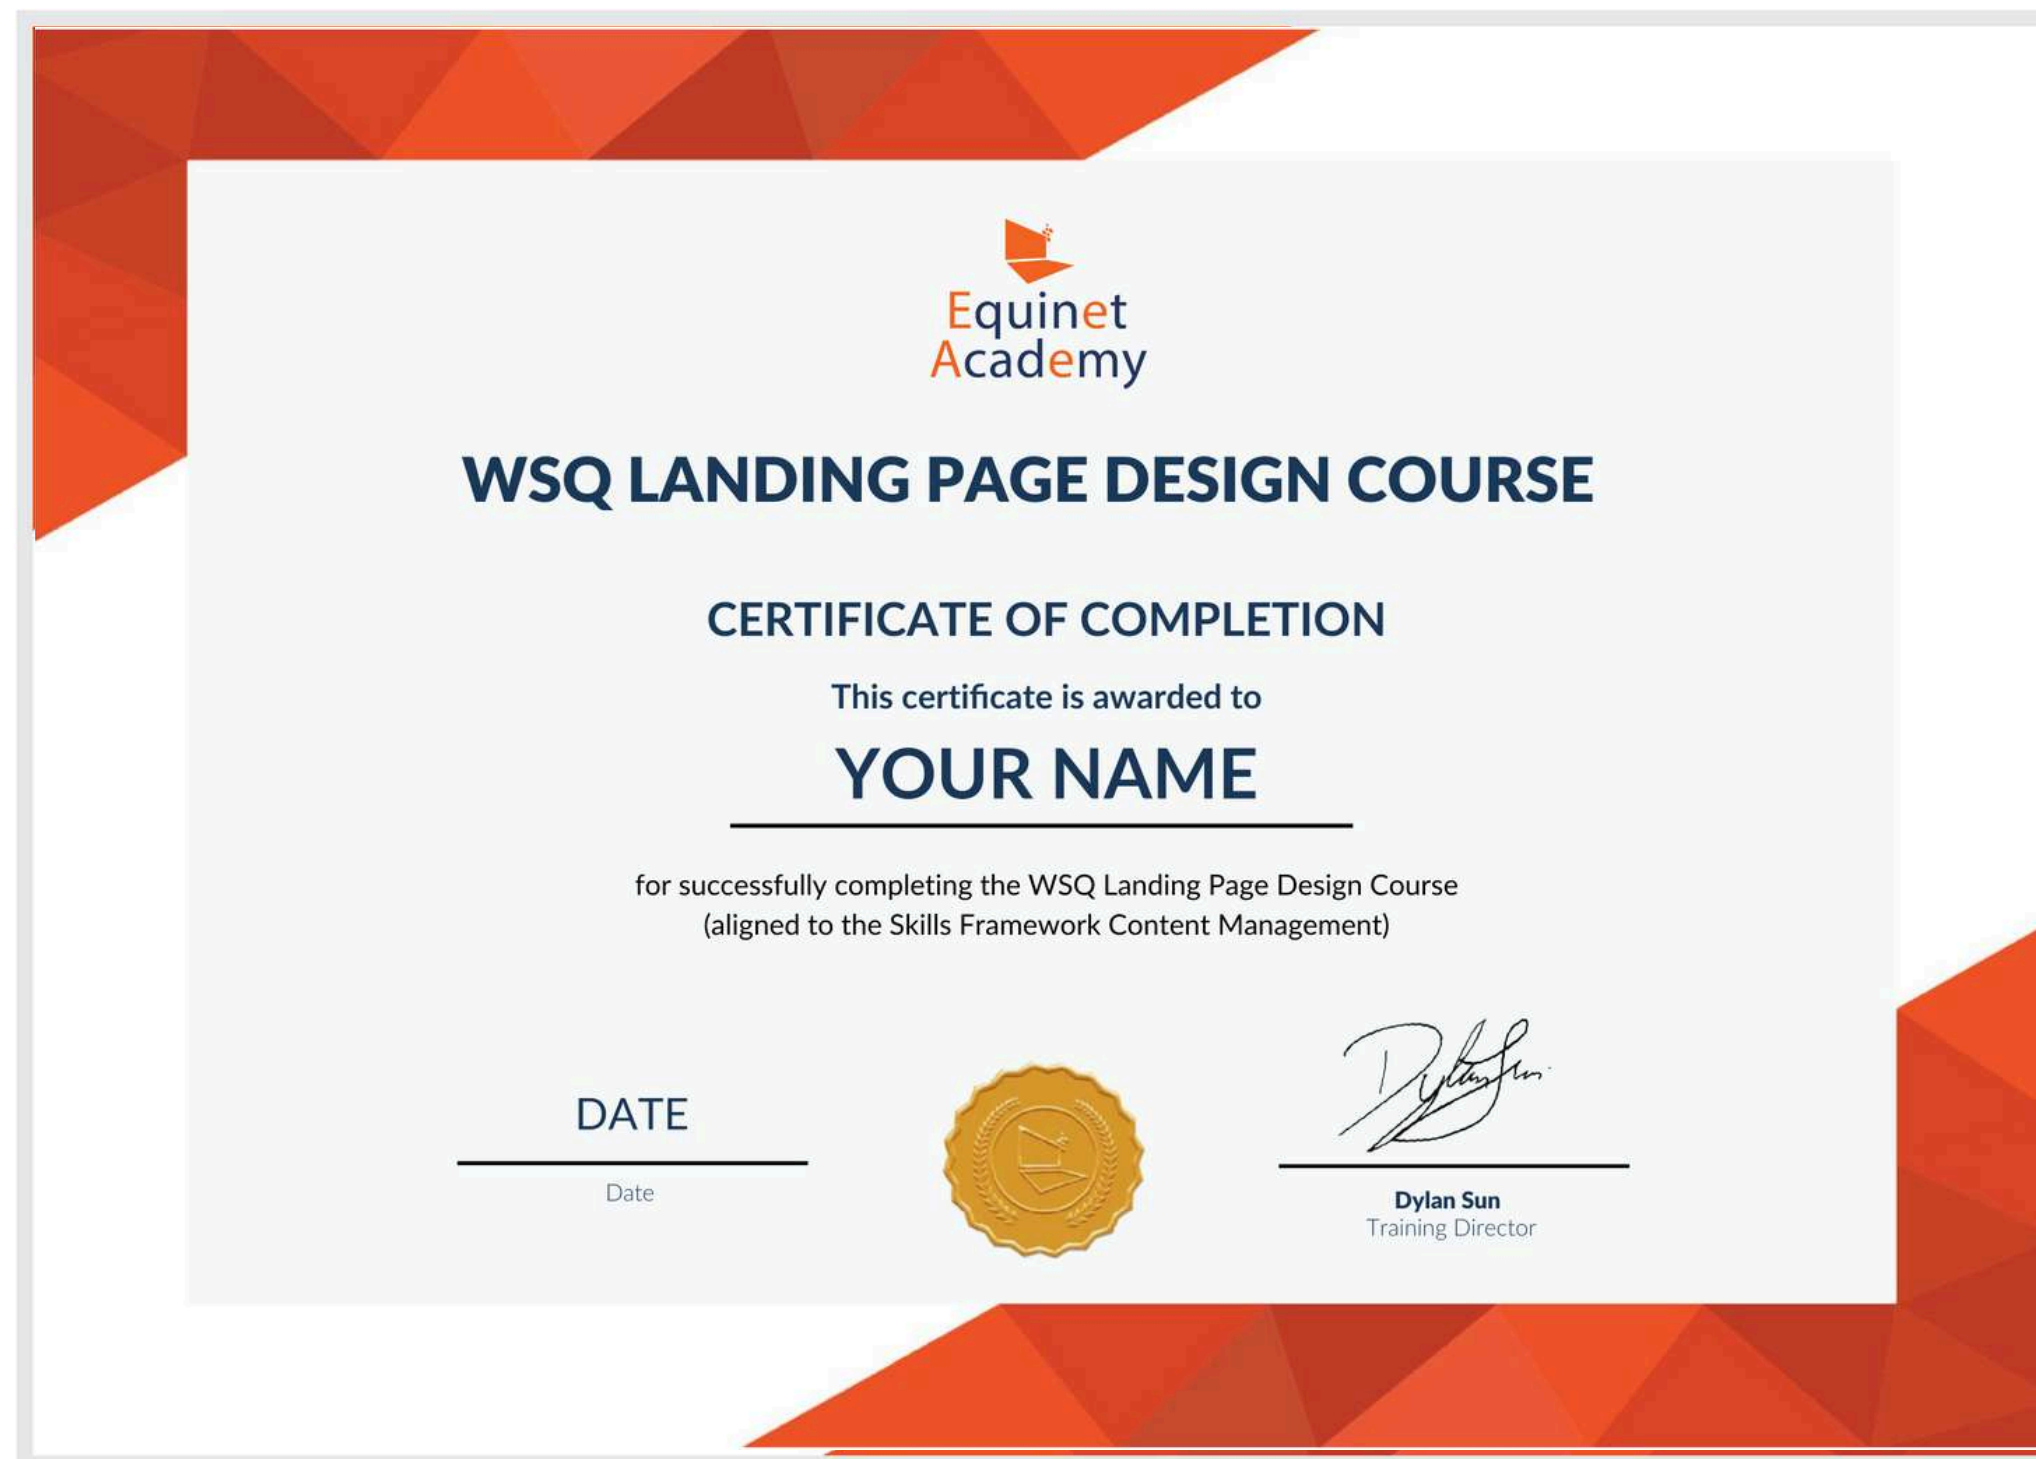 Equinet
Academy
WSQ LANDING PAGE DESIGN COURSE
CERTIFICATE OF COMPLETION
This certificate is awarded to
YOUR NAME
for successfully completing the WSQ Landing Page Design Course
(aligned to the Skills Framework Content Management)
DATE
Date
Dylan Sun
Dylan Sun
Training Director